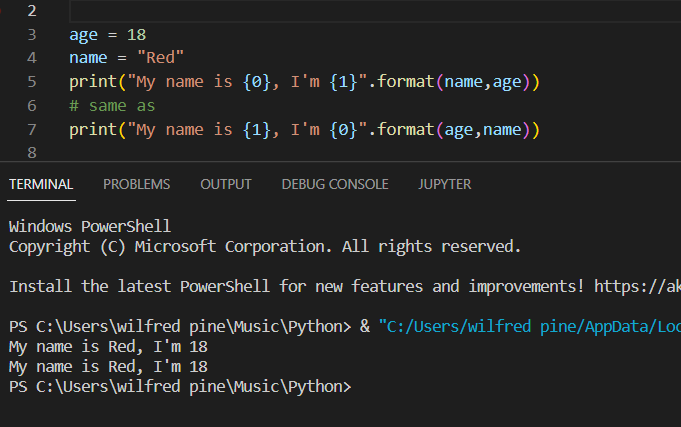 2
3 age = 18
4 name = "Red"
5 print("My name is {0}, I'm {1}".format(name,age))
6 # same as
7 print("My name is {1}, I'm {0}".format(age,name))
8
TERMINAL PROBLEMS OUTPUT DEBUG CONSOLE JUPYTER
Windows PowerShell
Copyright (C) Microsoft Corporation. All rights reserved.
Install the latest PowerShell for new features and improvements! https://ak
PS C:\Users\wilfred pine\Music\Python> & "C:/Users/wilfred pine/AppData/Loc
My name is Red, I'm 18
My name is Red, I'm 18
PS C:\Users\wilfred pine\Music\Python>